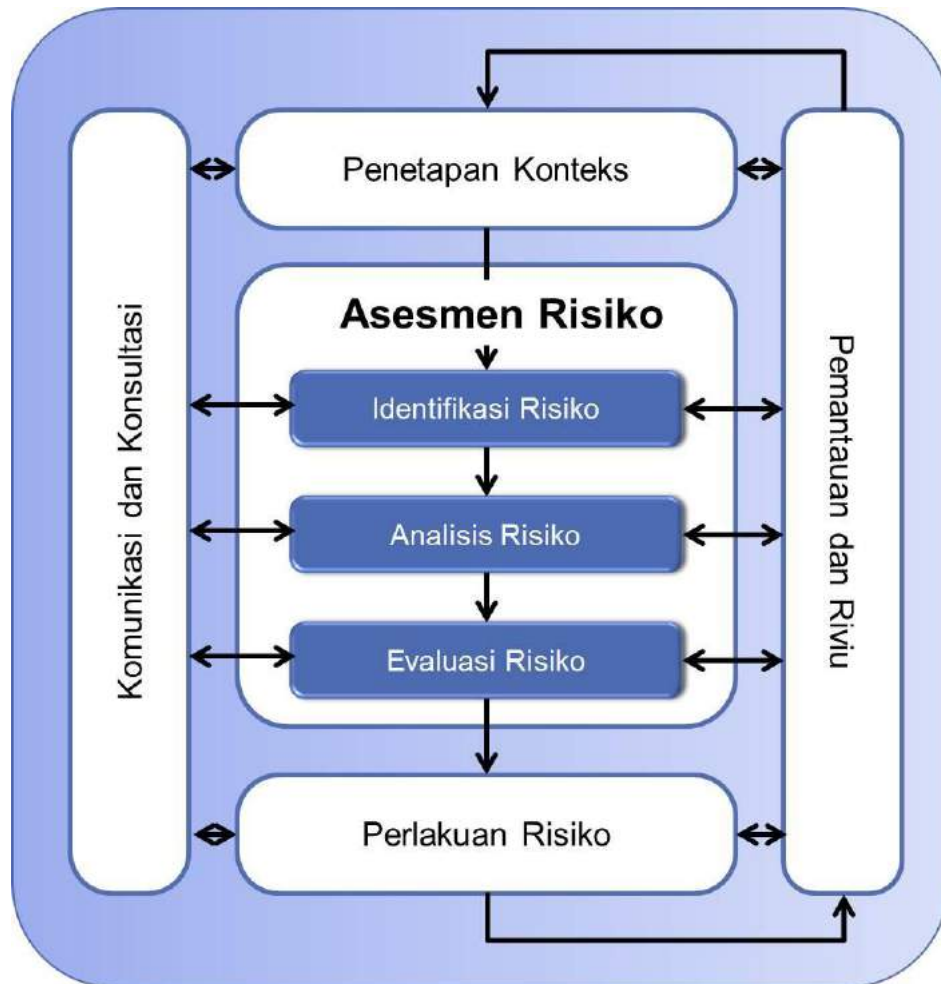 Penetapan Konteks
Komunikasi dan Konsultasi
Asesmen Risiko
Identifikasi Risiko
Analisis Risiko
Evaluasi Risiko
Pemantauan dan Riviu
Perlakuan Risiko